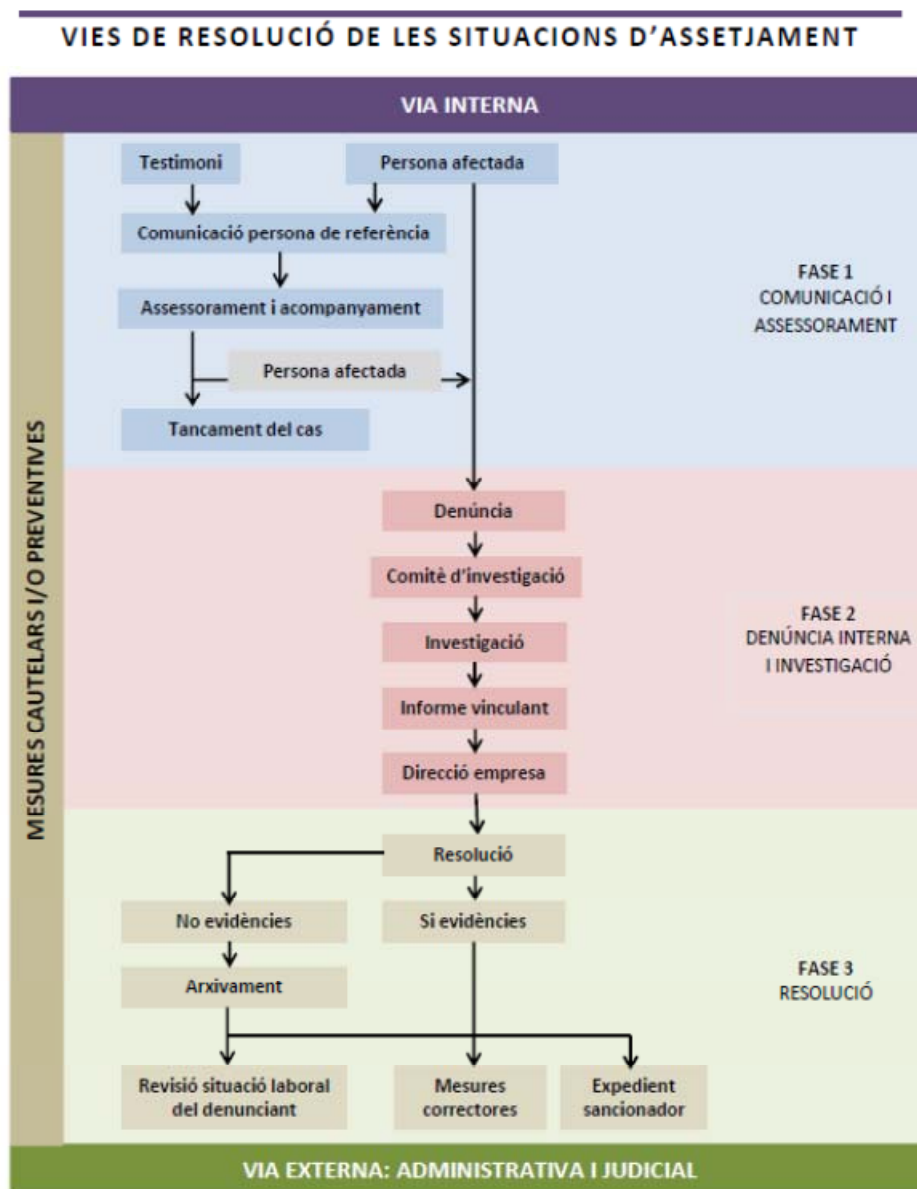 VIES DE RESOLUCIÓ DE LES SITUACIONS D'ASSETJAMENT
VIA INTERNA
MESURES CAUTELARS I/O PREVENTIVES
Testimoni
Persona afectada
Comunicació persona de referència
Assessorament i acompanyament
Persona afectada
Tancament del cas
FASE 1
COMUNICACIÓ I
ASSESSORAMENT
Denúncia
Comitè d'investigació
Investigació
Informe vinculant
Direcció empresa
FASE 2
DENÚNCIA INTERNA
I INVESTIGACIÓ
Resolució
No evidències
Si evidències
Arxivament
Revisió situació laboral
del denunciant
Mesures
correctores
Expedient
sancionador
FASE 3
RESOLUCIÓ
VIA EXTERNA: ADMINISTRATIVA I JUDICIAL